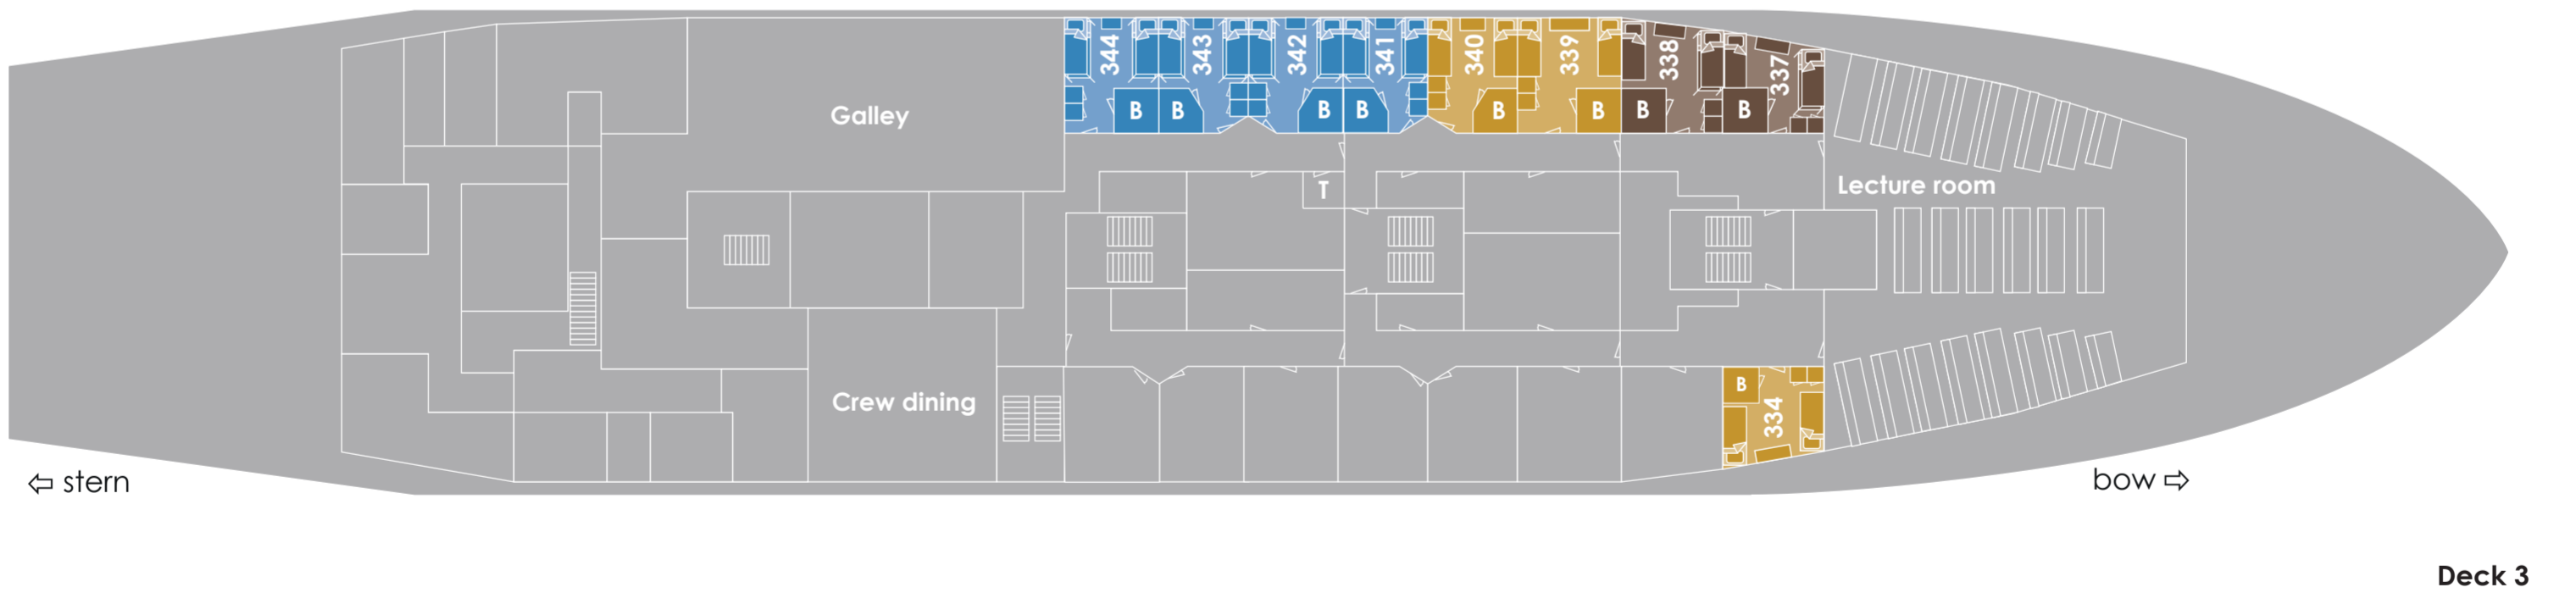 344
343
342
341
340
339
338
337
B
B
B
B
B
B
B
B
Galley
T
Lecture room
Crew dining
B
334
⇦ stern
bow ⇨
Deck 3